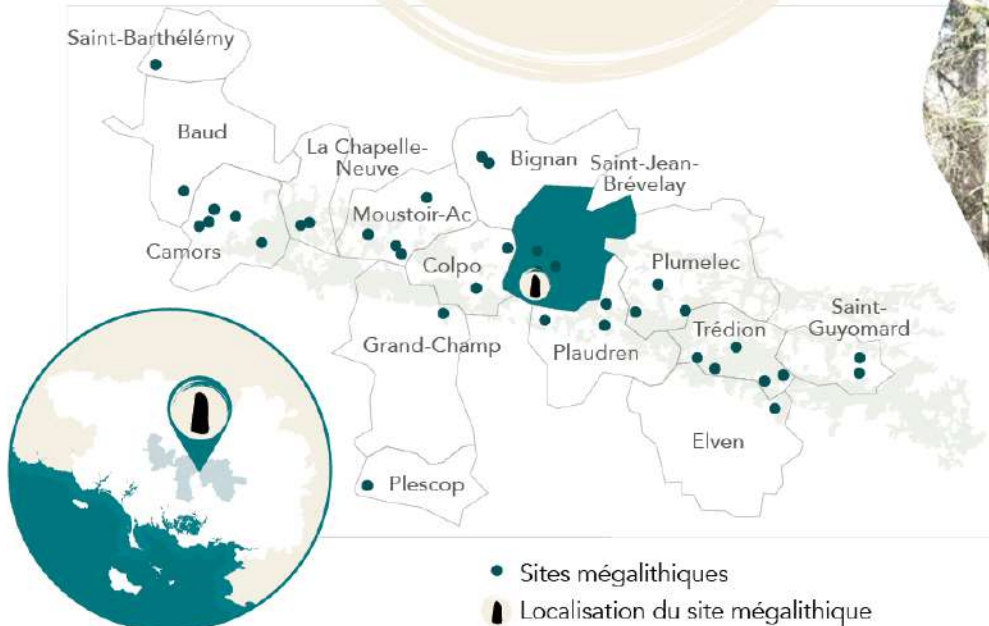 Saint-Barthélémy
Baud
La Chapelle-
Neuve
Bignan
Saint-Jean-
Brévelay
Moustoir-Ac
Camors
Colpo
Plumelec
Grand-Champ
Plaudren
Trédion
Saint-
Guyomard
Elven
Plescop
Sites mégalithiques
Localisation du site mégalithique